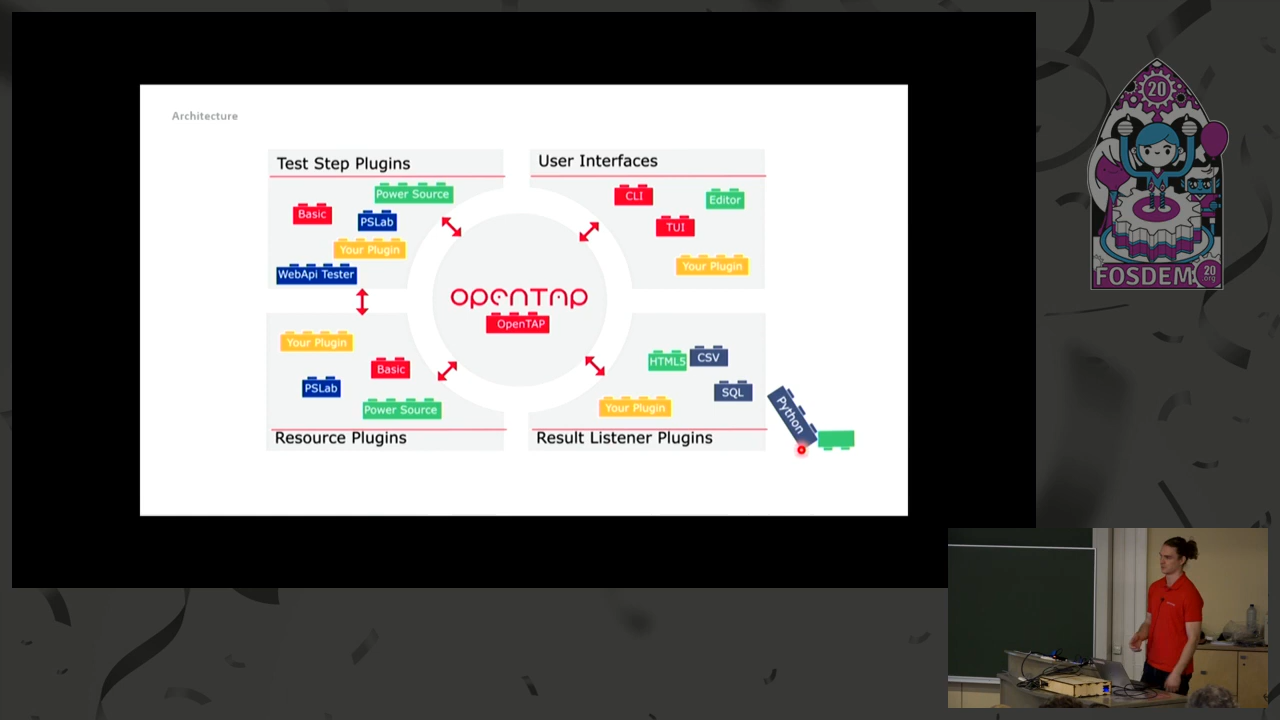 Architecture
Test Step Plugins
Power Source
Basic
PSLab
Your Plugin
WebApi Tester
User Interfaces
CLI
Editor
TUI
Your Plugin
OPENTAP
OpenTAP
Your Plugin
Basic
PSLab
Power Source
Resource Plugins
HTML5
CSV
SQL
Your Plugin
Result Listener Plugins
Python
20
FOSDEM
20
.org